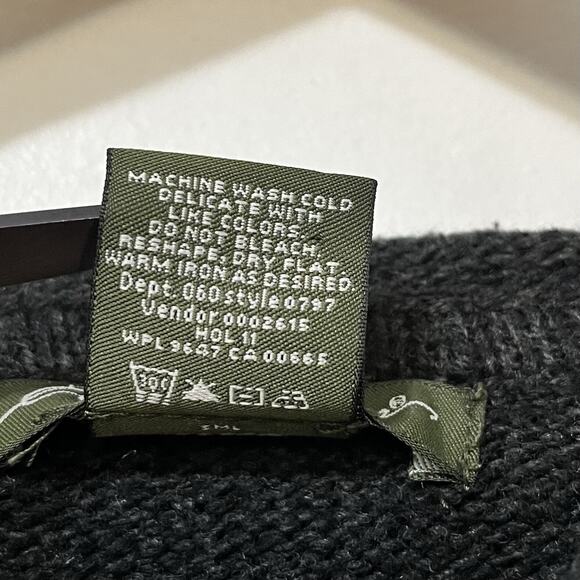 MACHINE WASH COLD
DELICATE WITH
LIKE COLORS.
DO NOT BLEACH.
RESHAPE, DRY FLAT.
WARM IRON AS DESIRED.
Dept. 060 style 0797
Vendor 0002615
HOL 11
WPL 9647 CA 00665